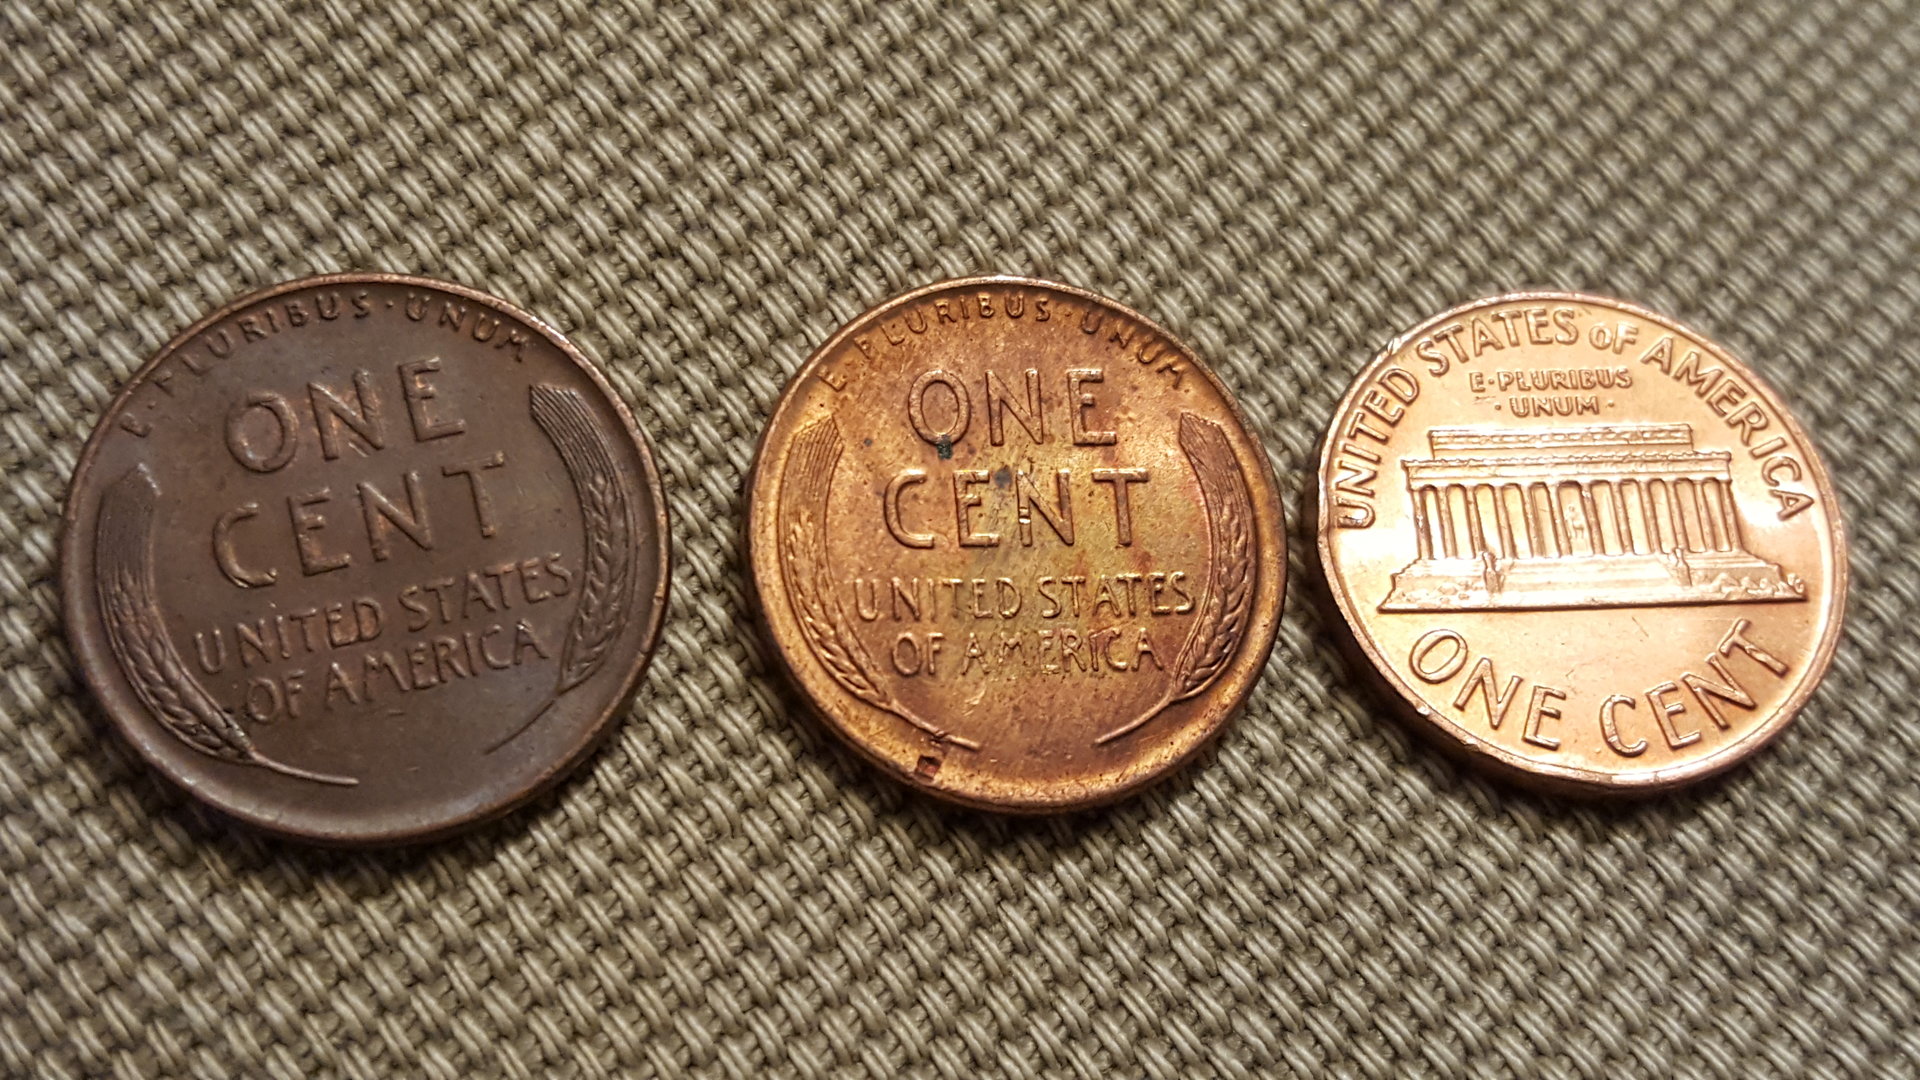 E · PLURIBUS · UNUM
ONE
CENT
UNITED STATES
OF AMERICA
E · PLURIBUS · UNUM
ONE
CENT
UNITED STATES
OF AMERICA
UNITED STATES OF AMERICA
E · PLURIBUS
· UNUM ·
ONE CENT